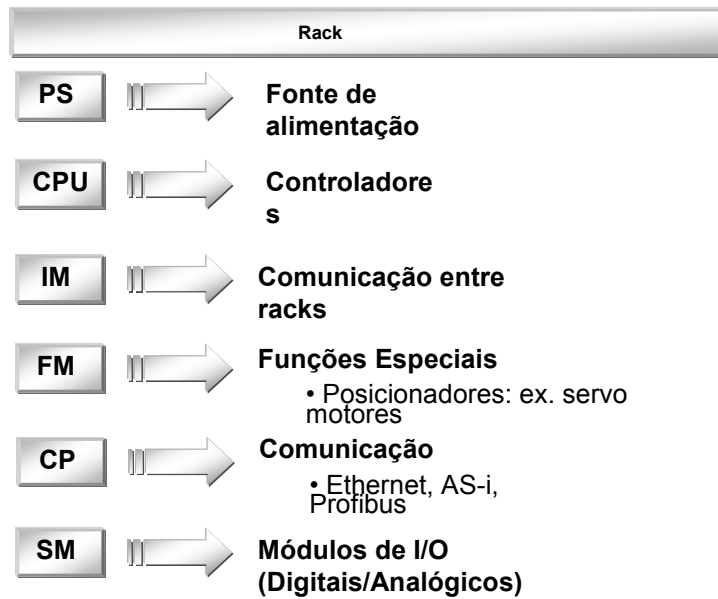 Rack
PS
Fonte de
alimentação
CPU
Controladore
s
IM
Comunicação entre
racks
FM
Funções Especiais
• Posicionadores: ex. servo
motores
CP
Comunicação
• Ethernet, AS-i,
Profibus
SM
Módulos de I/O
(Digitais/Analógicos)